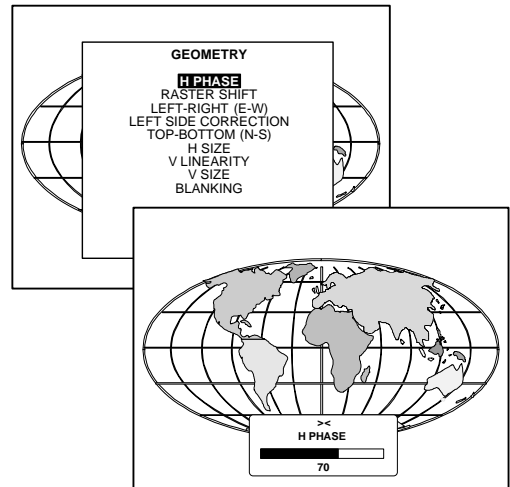 GEOMETRY
H PHASE
RASTER SHIFT
LEFT-RIGHT (E-W)
LEFT SIDE CORRECTION
TOP-BOTTOM (N-S)
H SIZE
V LINEARITY
V SIZE
BLANKING
><
H PHASE
70